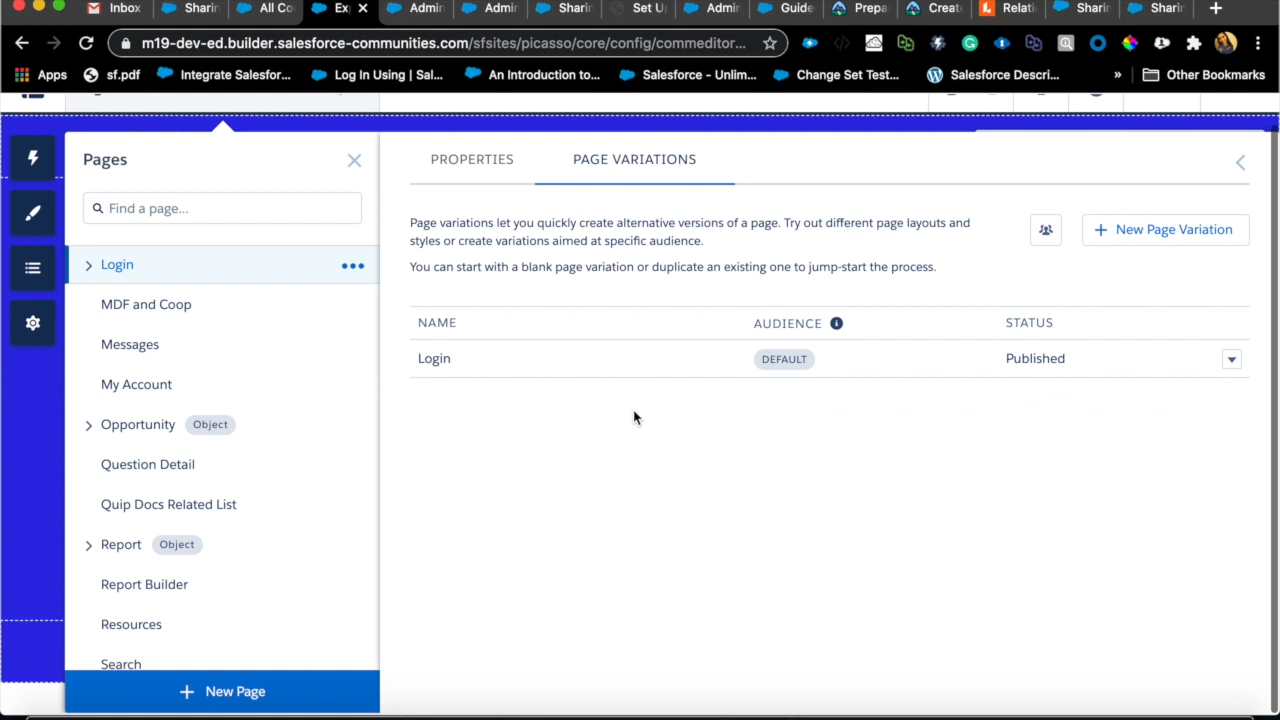 Inbox Sharin All Co Ex Admin Admin Sharin Set U Admin Guide Prepa Create Relati Sharin Sharin
m19-dev-ed.builder.salesforce-communities.com/sfsites/picasso/core/config/commeditor...
Apps sf.pdf Integrate Salesfor... Log In Using | Sal... An Introduction to... Salesforce – Unlim... Change Set Test... Salesforce Descri... » Other Bookmarks
Pages
Find a page...
Login
MDF and Coop
Messages
My Account
Opportunity Object
Question Detail
Quip Docs Related List
Report Object
Report Builder
Resources
Search
New Page
PROPERTIES PAGE VARIATIONS
Page variations let you quickly create alternative versions of a page. Try out different page layouts and
styles or create variations aimed at specific audience.
You can start with a blank page variation or duplicate an existing one to jump-start the process.
New Page Variation
NAME AUDIENCE STATUS
Login DEFAULT Published